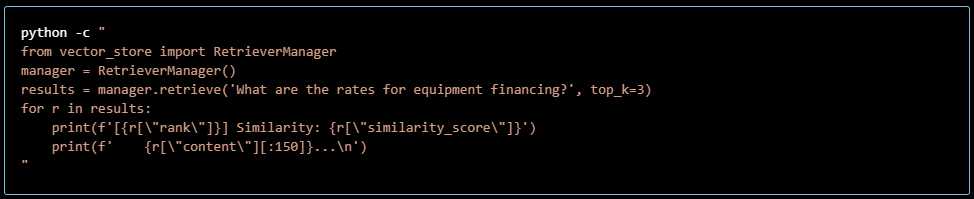 python -c "
from vector_store import RetrieverManager
manager = RetrieverManager()
results = manager.retrieve('What are the rates for equipment financing?', top_k=3)
for r in results:
    print(f'[{r[\"rank\"]}] Similarity: {r[\"similarity_score\"]}')
    print(f'    {r[\"content\"][:150]}...\n')
"